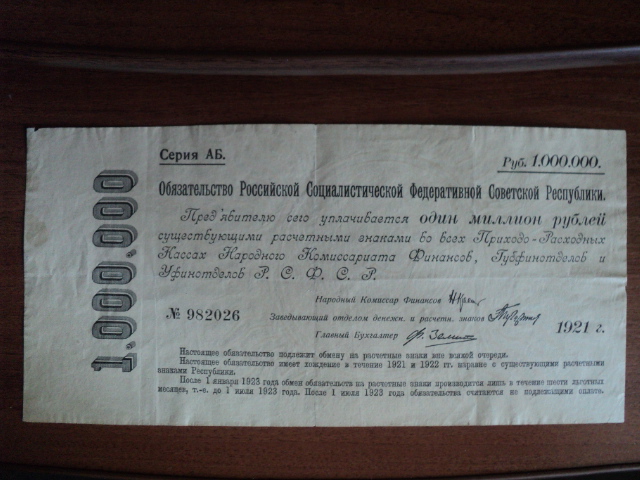 1.000.000
Серия АБ.
Руб. 1.000.000.
Обязательство Российской Социалистической Федеративной Советской Республики.
Пред'явителю сего уплачивается один миллион рублей
существующими расчетными знаками во всех Приходо-Расходных
Кассах Народного Комиссариата Финансов, Губфинотделов и
Уфинотделов Р. С. Ф. С. Р.
Народный Комиссар Финансов
№ 982026
Заведывающий отделом денежн. и расчетн. знаков
1921 г.
Главный Бухгалтер
Настоящее обязательство подлежит обмену на расчетные знаки вне всякой очереди.
Настоящее обязательство имеет хождение в течение 1921 и 1922 гг. наравне с существующими расчетными
знаками Республики.
После 1 января 1923 года обмен обязательств на расчетные знаки производится лишь в течение шести льготных
месяцев, т.-е. до 1 июля 1923 года. После 1 июля 1923 года обязательства считаются не подлежащими оплате.